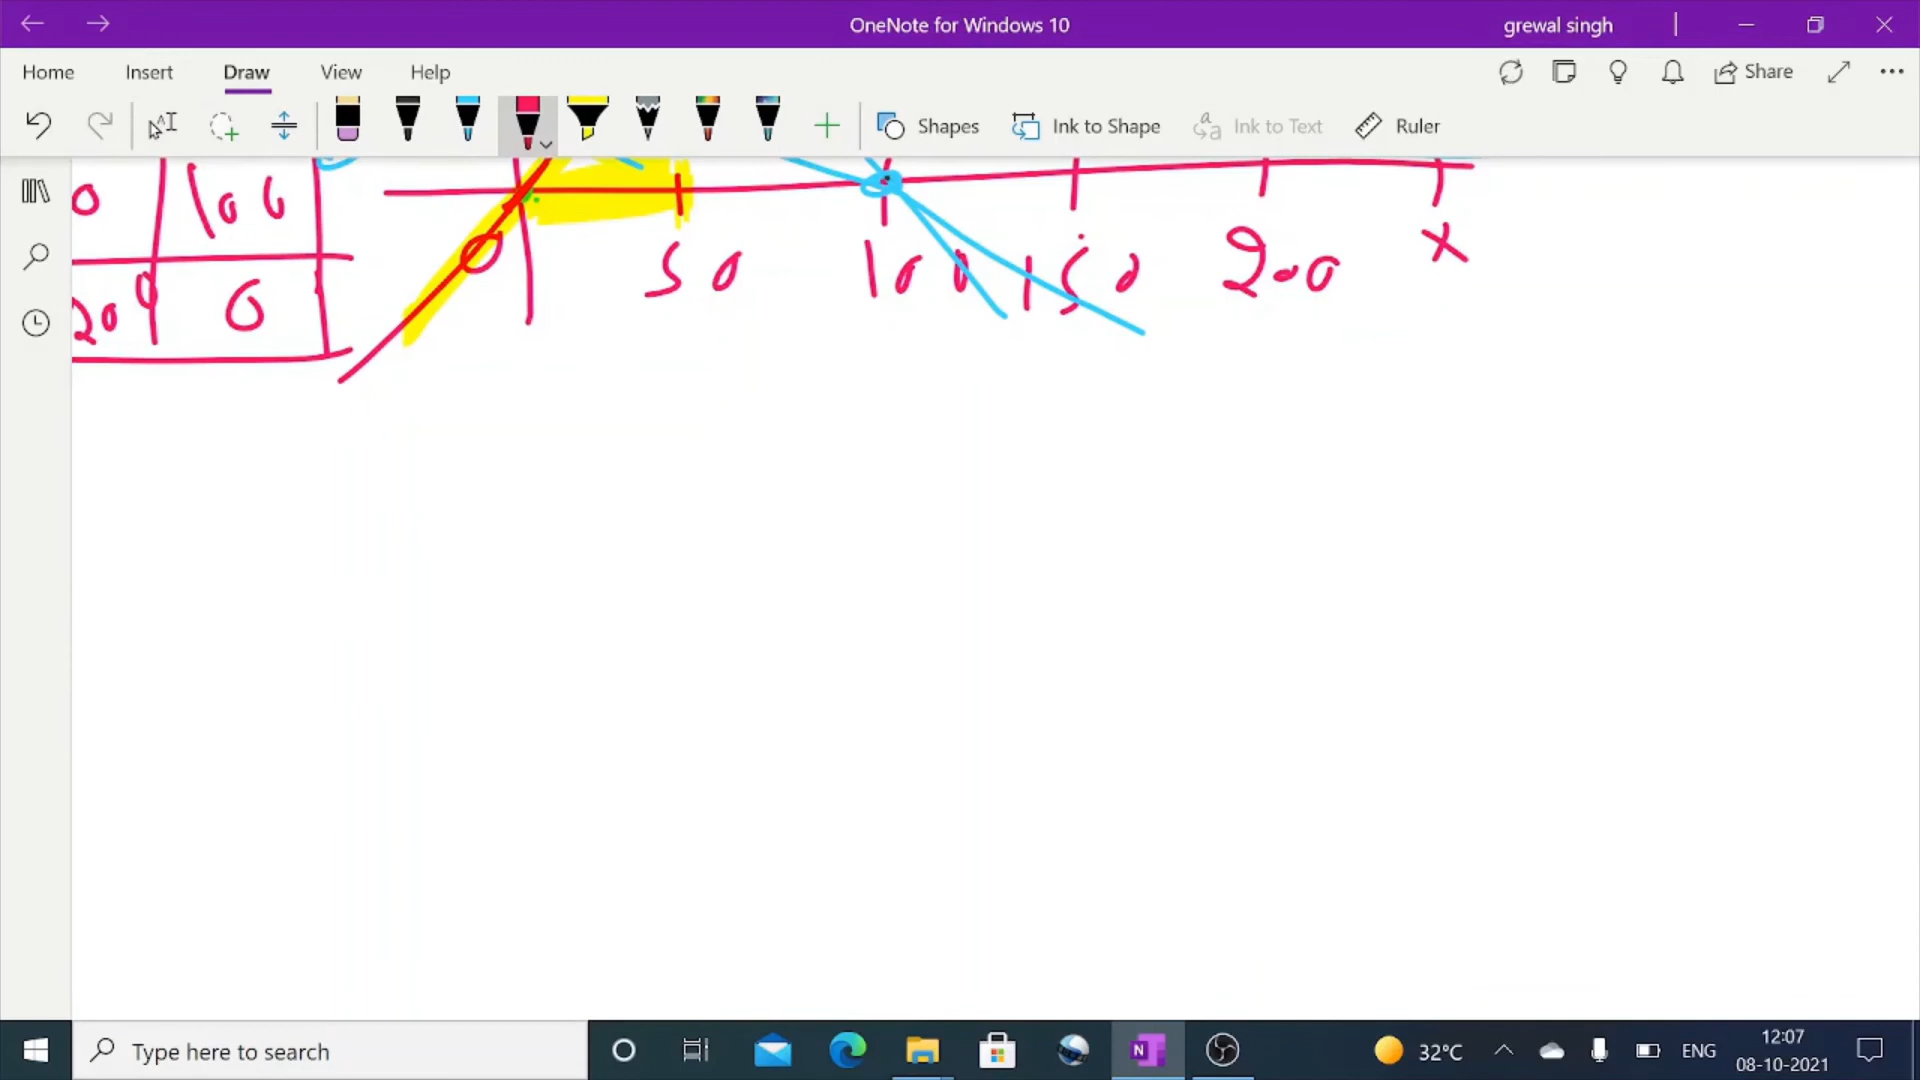 OneNote for Windows 10
grewal singh
Home Insert Draw View Help
Share
Shapes
Ink to Shape
Ink to Text
Ruler
0 100
200 0
0 50 100 150 200 x
Type here to search
32°C
ENG
12:07
08-10-2021